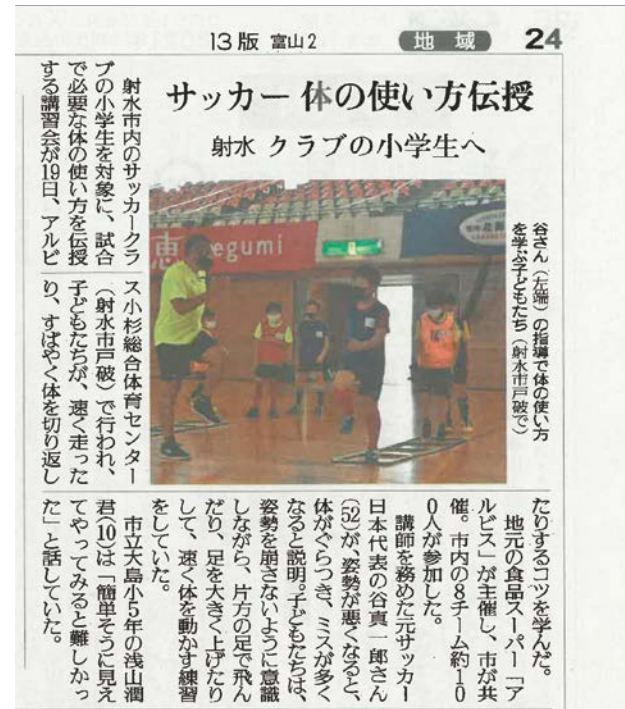 13版 富山2
地域
24
サッカー 体の使い方伝授
射水 クラブの小学生へ
射水市内のサッカークラ
ブの小学生を対象に、試合
で必要な体の使い方を伝授
する講習会が19日、アルビ
ス小杉総合体育センター
(射水市戸破)で行われ、
子どもたちが、速く走った
り、すばやく体を切り返し
恵 megumi
谷さん(左端)の指導で体の使い方
を学ぶ子どもたち(射水市戸破で)
たりするコツを学んだ。
地元の食品スーパー「ア
ルビス」が主催し、市が共
催。市内の8チーム約10
0人が参加した。
講師を務めた元サッカー
日本代表の谷真一郎さん
(52)が、姿勢が悪くなると、
体がぐらつき、ミスが多く
なると説明。子どもたちは、
姿勢を崩さないように意識
しながら、片方の足で飛ん
だり、足を大きく上げたり
して、速く体を動かす練習
をしていた。
市立大島小5年の浅山潤
君(10)は「簡単そうに見え
てやってみると難しかっ
た」と話していた。